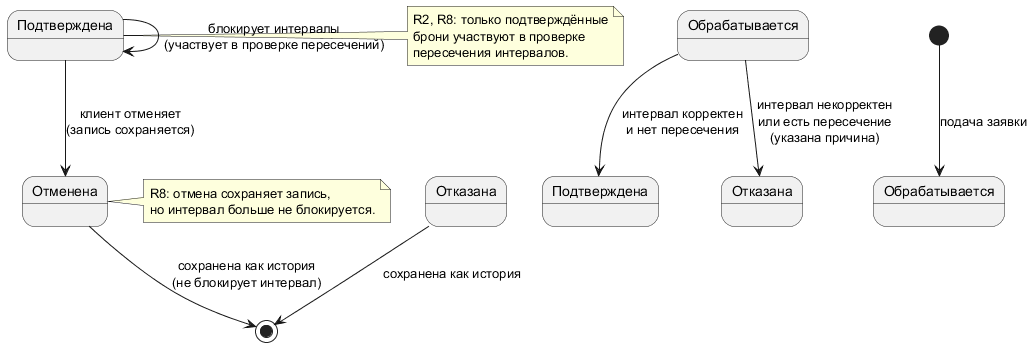 Подтверждена
блокирует интервалы
(участвует в проверке пересечений)
R2, R8: только подтверждённые
брони участвуют в проверке
пересечения интервалов.
Обрабатывается
клиент отменяет
(запись сохраняется)
интервал корректен
и нет пересечения
интервал некорректен
или есть пересечение
(указана причина)
подача заявки
Отменена
R8: отмена сохраняет запись,
но интервал больше не блокируется.
Отказана
Подтверждена
Отказана
Обрабатывается
сохранена как история
(не блокирует интервал)
сохранена как история